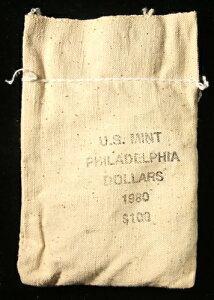 U.S. MINT
PHILADELPHIA
DOLLARS
1980
$100